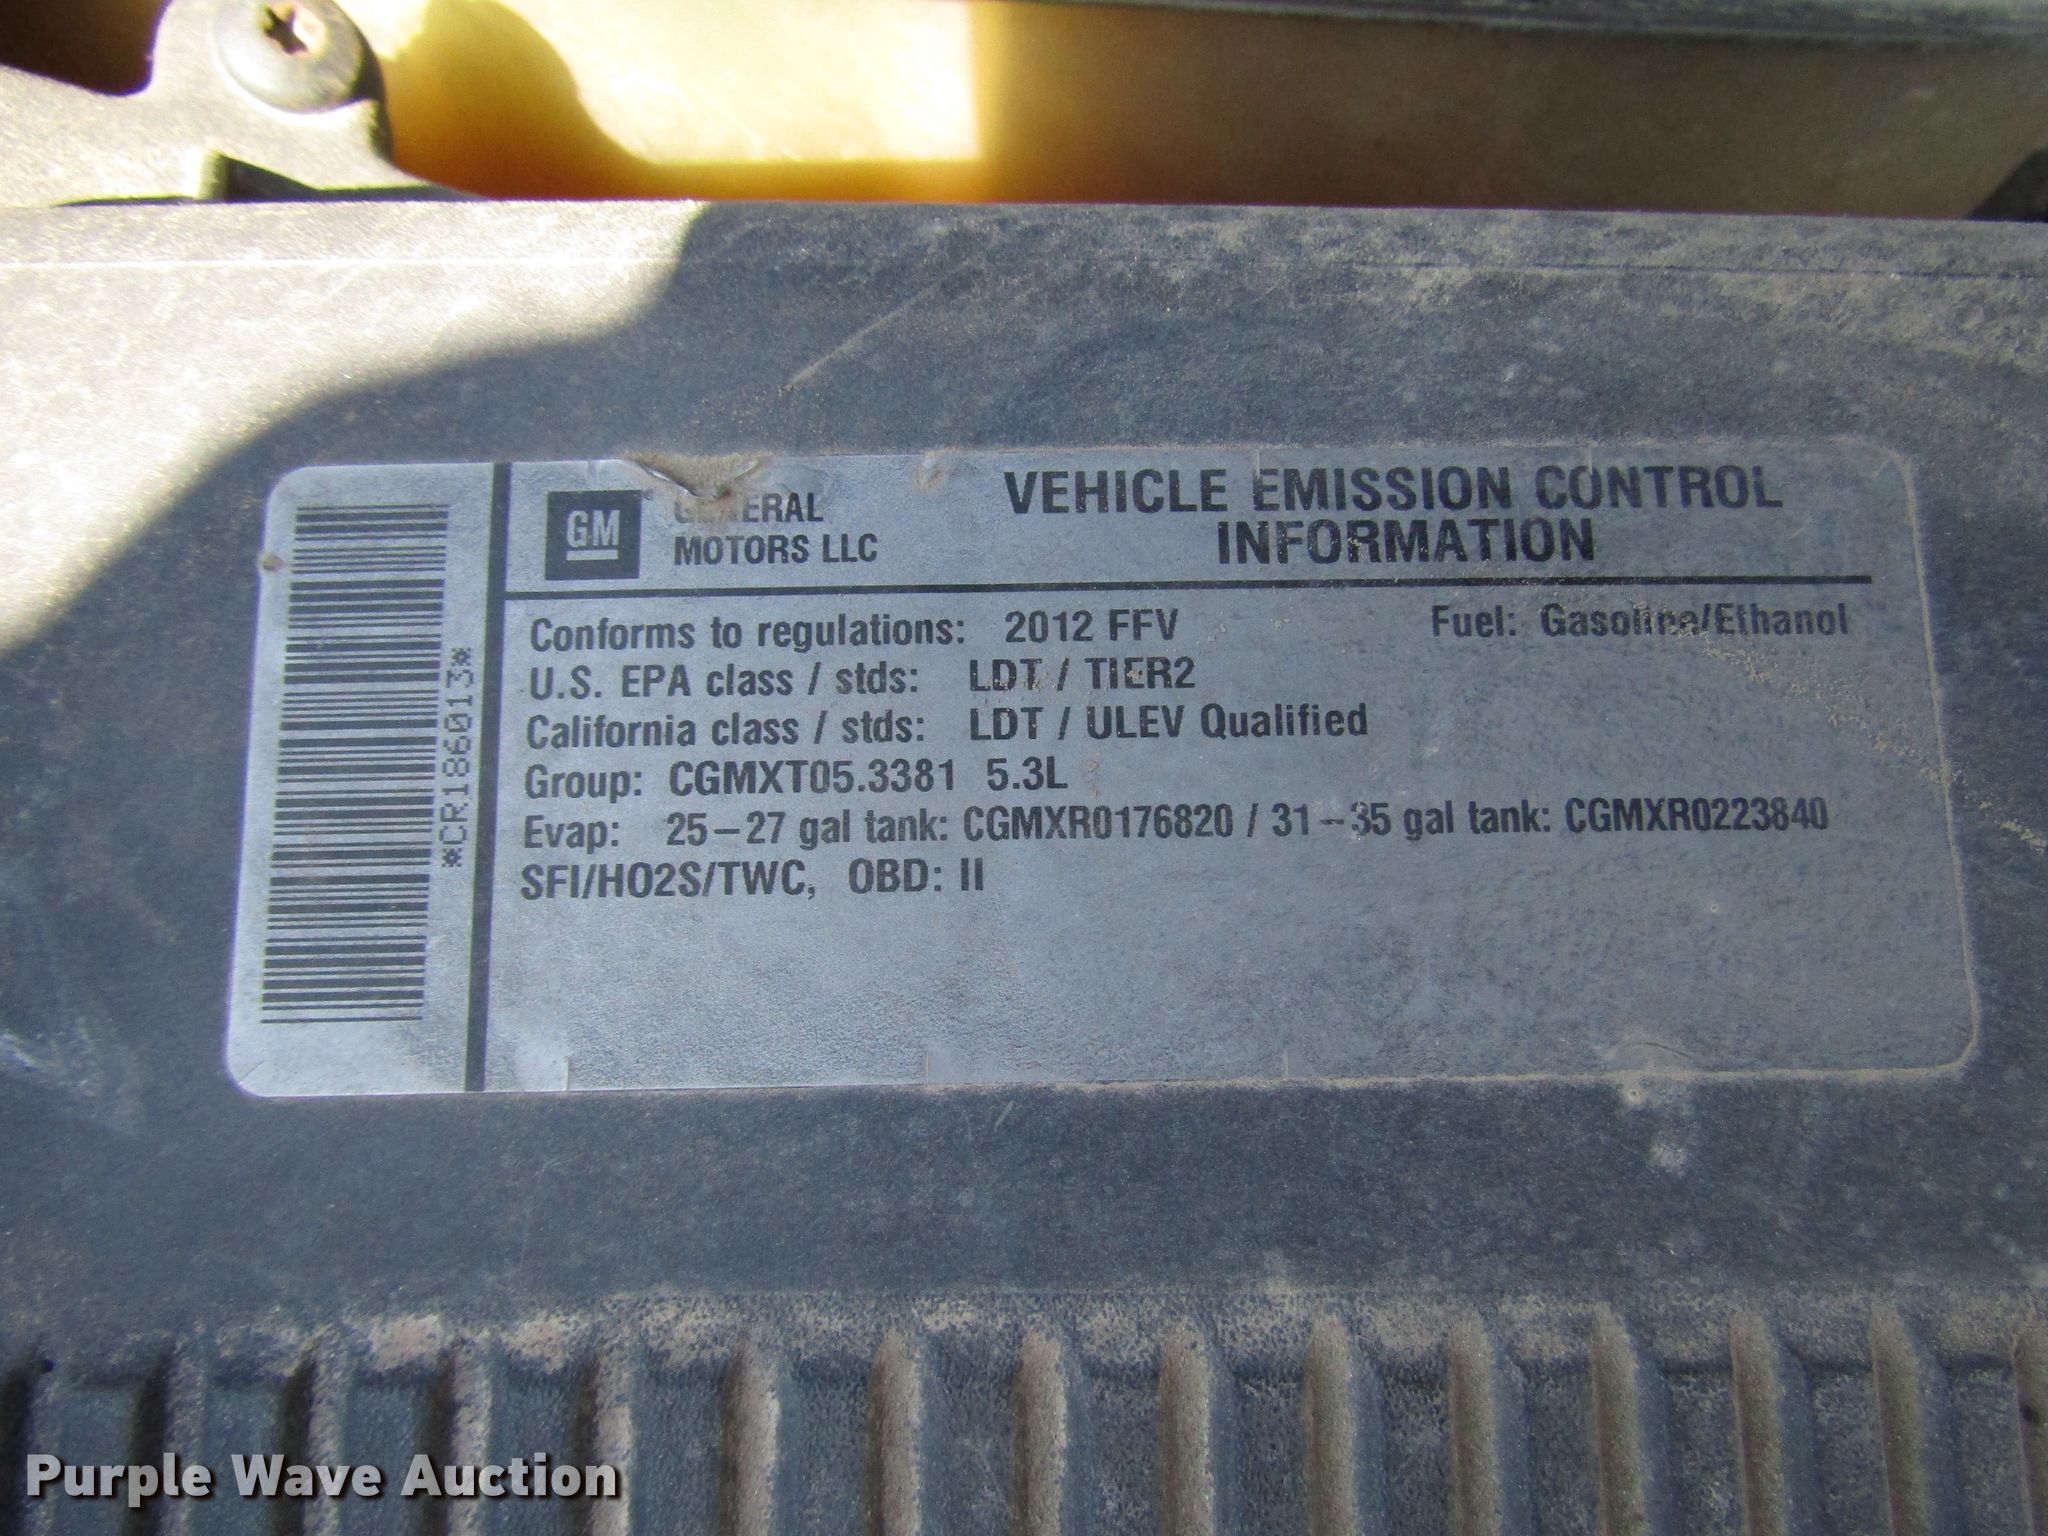 GM
GENERAL
MOTORS LLC
VEHICLE EMISSION CONTROL
INFORMATION
*CR186013*
Conforms to regulations: 2012 FFV Fuel: Gasoline/Ethanol
U.S. EPA class / stds: LDT / TIER2
California class / stds: LDT / ULEV Qualified
Group: CGMXT05.3381 5.3L
Evap: 25-27 gal tank: CGMXR0176820 / 31-35 gal tank: CGMXR0223840
SFI/HO2S/TWC, OBD: II
Purple Wave Auction